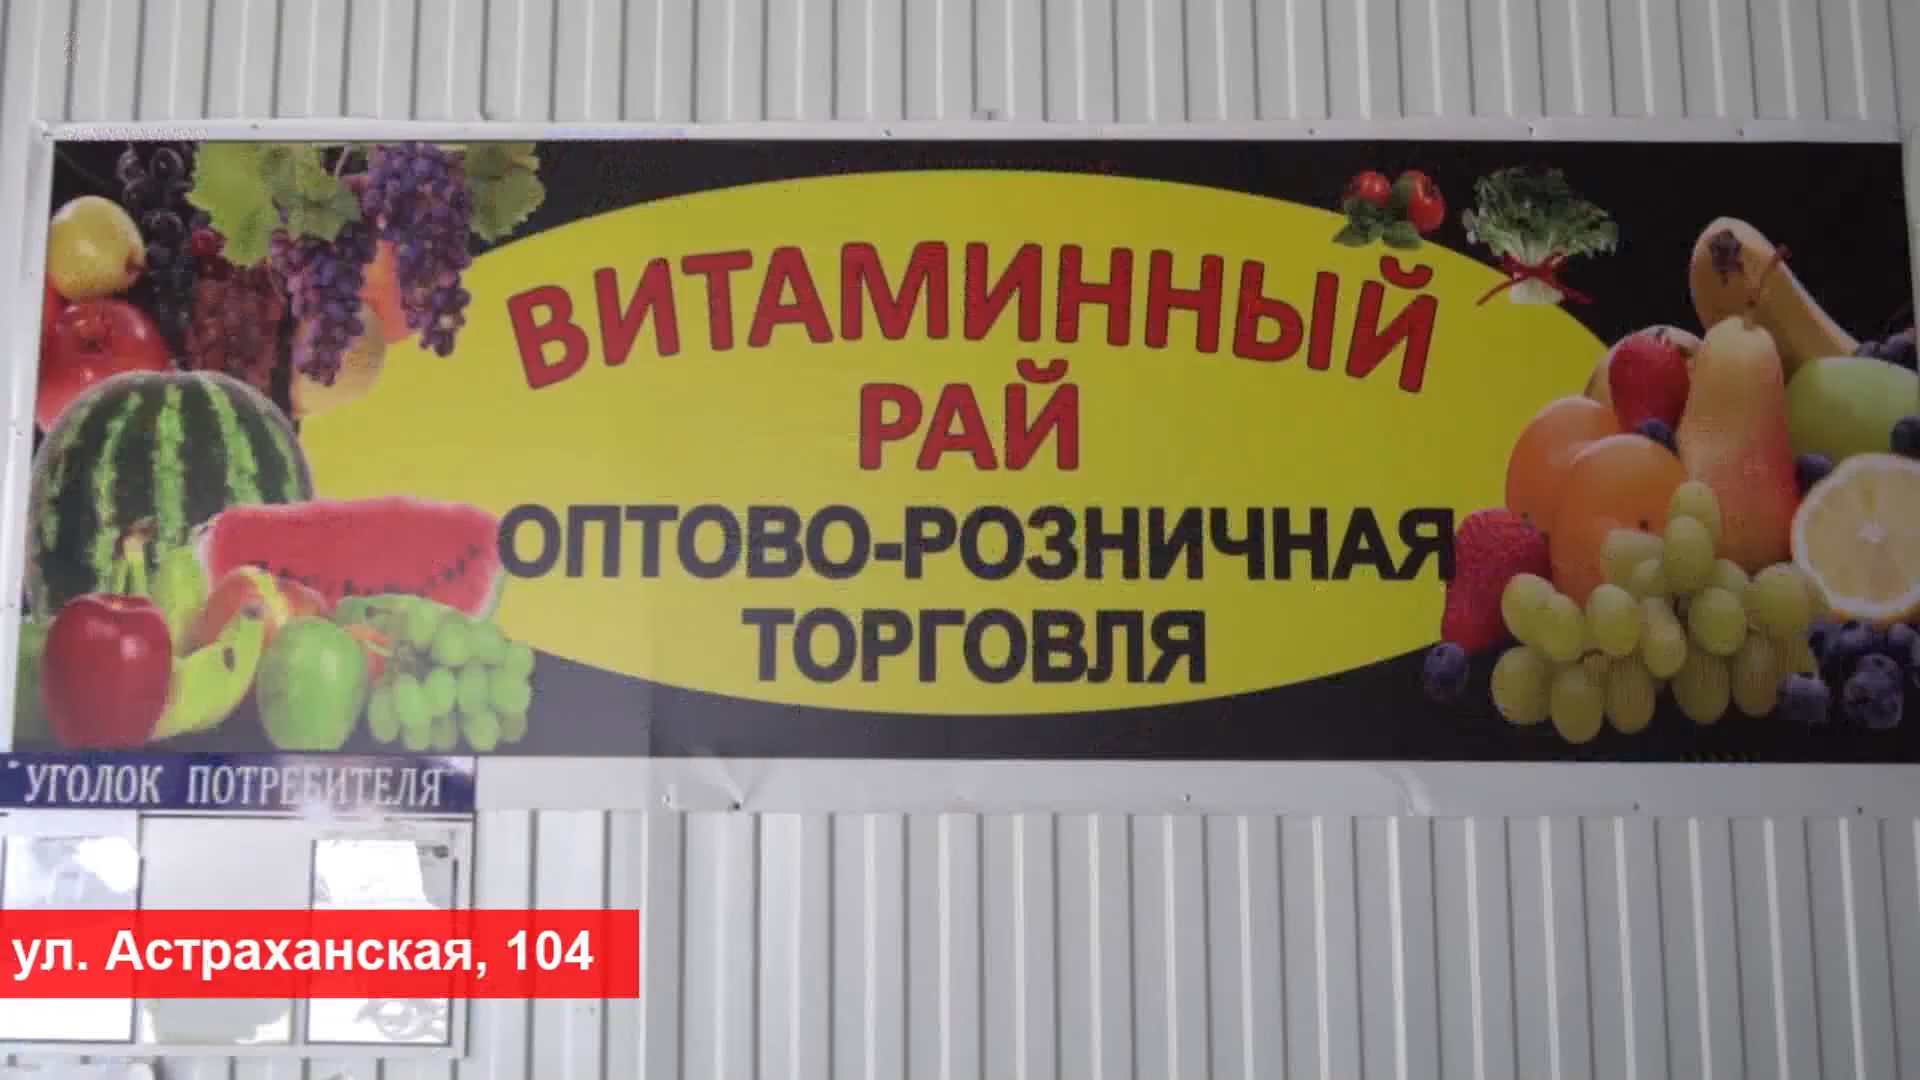 ВИТАМИННЫЙ
РАЙ
ОПТОВО-РОЗНИЧНАЯ
ТОРГОВЛЯ
"УГОЛОК ПОТРЕБИТЕЛЯ"
ул. Астраханская, 104